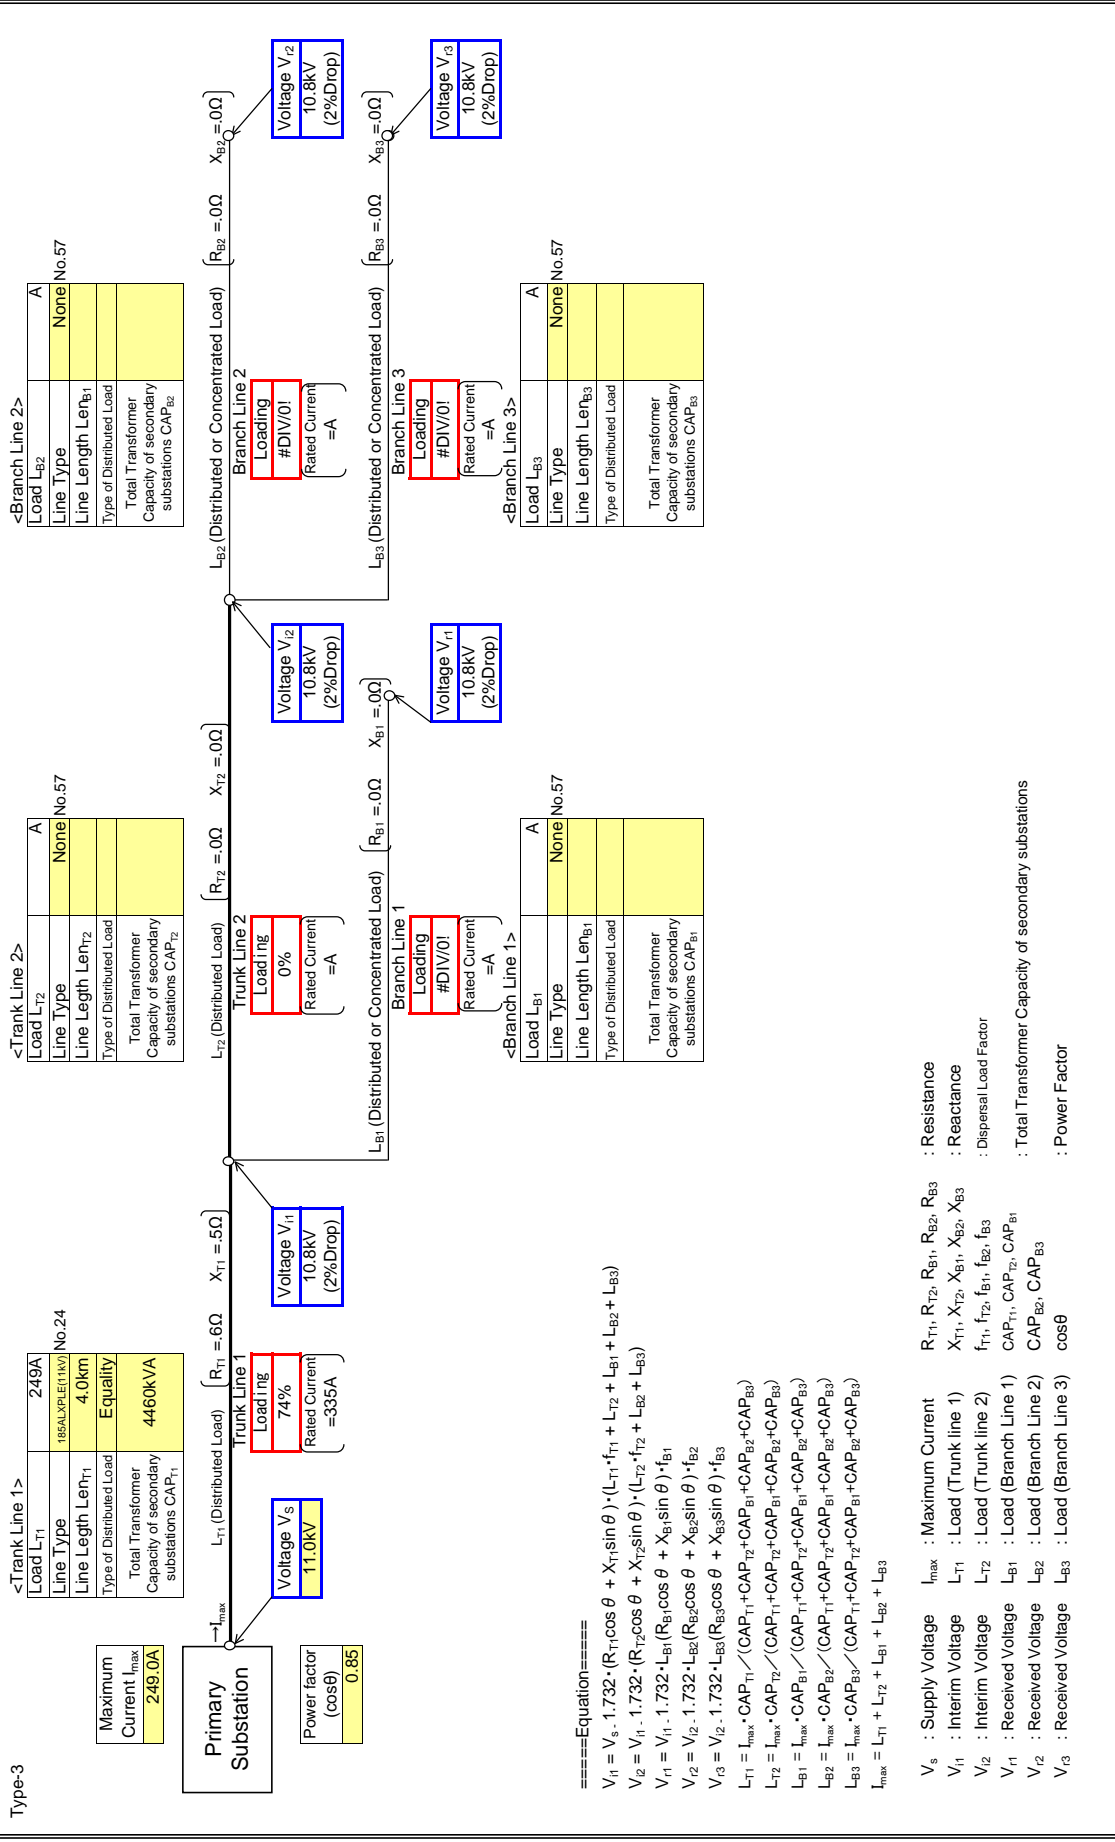 Type-3
Maximum
Current Imax
249.0A
Primary
Substation
Power factor
(cosθ)
0.85
→Imax
Voltage VS
11.0kV
<Trank Line 1>
Load LT1 249A
Line Type 185ALXPLE(11kV) No.24
Line Legth LenT1 4.0km
Type of Distributed Load Equality
Total Transformer
Capacity of secondary
substations CAPT1
4460kVA
LT1 (Distributed Load) RT1 =.6Ω XT1 =.5Ω
Trunk Line 1
Loading
74%
Rated Current
=335A
Voltage Vi1
10.8kV
(2%Drop)
<Trank Line 2>
Load LT2 A
Line Type None No.57
Line Legth LenT2
Type of Distributed Load
Total Transformer
Capacity of secondary
substations CAPT2
LT2 (Distributed Load) RT2 =.0Ω XT2 =.0Ω
Trunk Line 2
Loading
0%
Rated Current
=A
Voltage Vi2
10.8kV
(2%Drop)
LB1 (Distributed or Concentrated Load) RB1 =.0Ω XB1 =.0Ω
Branch Line 1
Loading
#DIV/0!
Rated Current
=A
Voltage Vr1
10.8kV
(2%Drop)
<Branch Line 1>
Load LB1 A
Line Type None No.57
Line Length LenB1
Type of Distributed Load
Total Transformer
Capacity of secondary
substations CAPB1
<Branch Line 2>
Load LB2 A
Line Type None No.57
Line Length LenB1
Type of Distributed Load
Total Transformer
Capacity of secondary
substations CAPB2
LB2 (Distributed or Concentrated Load) RB2 =.0Ω XB2 =.0Ω
Branch Line 2
Loading
#DIV/0!
Rated Current
=A
Voltage Vr2
10.8kV
(2%Drop)
LB3 (Distributed or Concentrated Load) RB3 =.0Ω XB3 =.0Ω
Branch Line 3
Loading
#DIV/0!
Rated Current
=A
Voltage Vr3
10.8kV
(2%Drop)
<Branch Line 3>
Load LB3 A
Line Type None No.57
Line Length LenB3
Type of Distributed Load
Total Transformer
Capacity of secondary
substations CAPB3
=====Equation=====
Vi1 = Vs - 1.732・(RT1cosθ + XT1sinθ)・(LT1・fT1 + LT2 + LB1 + LB2 + LB3)
Vi2 = Vi1 - 1.732・(RT2cosθ + XT2sinθ)・(LT2・fT2 + LB2 + LB3)
Vr1 = Vi1 - 1.732・LB1(RB1cosθ + XB1sinθ)・fB1
Vr2 = Vi2 - 1.732・LB2(RB2cosθ + XB2sinθ)・fB2
Vr3 = Vi2 - 1.732・LB3(RB3cosθ + XB3sinθ)・fB3
LT1 = Imax・CAPT1／(CAPT1+CAPT2+CAPB1+CAPB2+CAPB3)
LT2 = Imax・CAPT2／(CAPT1+CAPT2+CAPB1+CAPB2+CAPB3)
LB1 = Imax・CAPB1／(CAPT1+CAPT2+CAPB1+CAPB2+CAPB3)
LB2 = Imax・CAPB2／(CAPT1+CAPT2+CAPB1+CAPB2+CAPB3)
LB3 = Imax・CAPB3／(CAPT1+CAPT2+CAPB1+CAPB2+CAPB3)
Imax = LT1 + LT2 + LB1 + LB2 + LB3
Vs : Supply Voltage Imax : Maximum Current RT1, RT2, RB1, RB2, RB3 : Resistance
Vi1 : Interim Voltage LT1 : Load (Trunk line 1) XT1, XT2, XB1, XB2, XB3 : Reactance
Vi2 : Interim Voltage LT2 : Load (Trunk line 2) fT1, fT2, fB1, fB2, fB3 : Dispersal Load Factor
Vr1 : Received Voltage LB1 : Load (Branch Line 1) CAPT1, CAPT2, CAPB1 : Total Transformer Capacity of secondary substations
Vr2 : Received Voltage LB2 : Load (Branch Line 2) CAPB2, CAPB3
Vr3 : Received Voltage LB3 : Load (Branch Line 3) cosθ : Power Factor